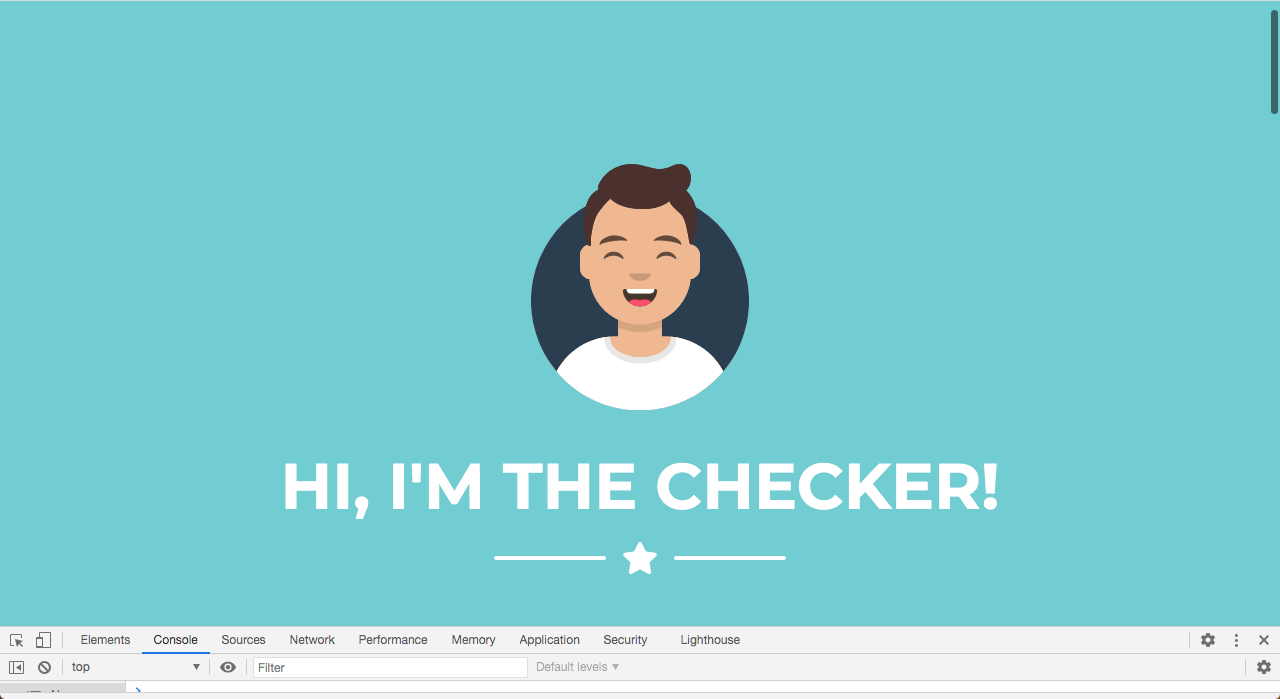 HI, I'M THE CHECKER!
Elements Console Sources Network Performance Memory Application Security Lighthouse
top Filter Default levels